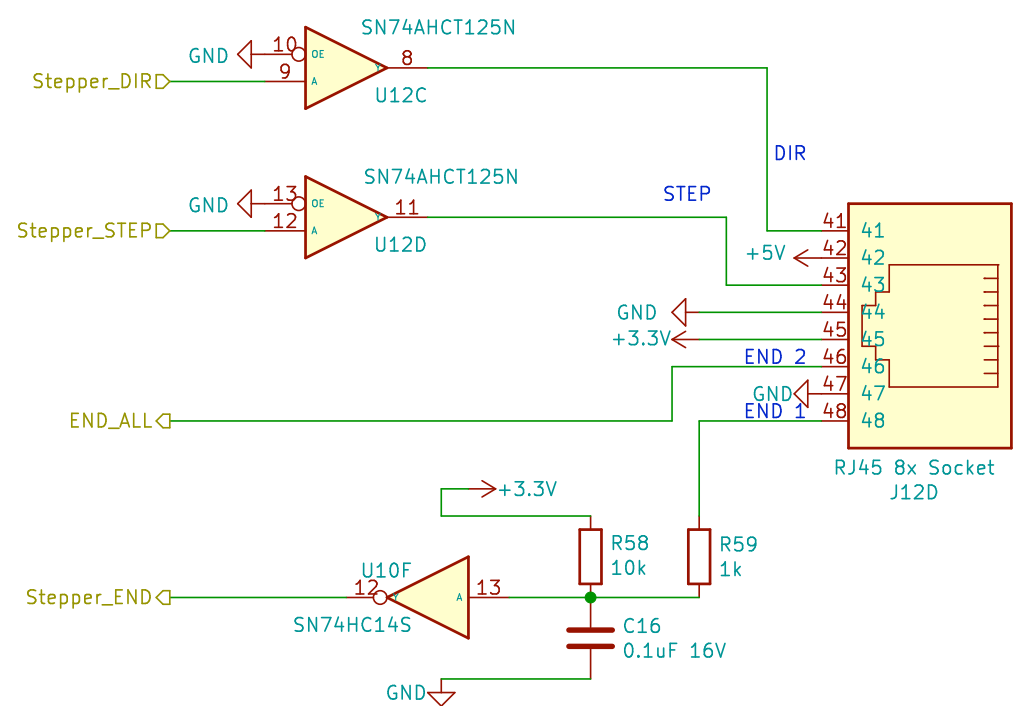 SN74AHCT125N
10
OE
8
GND
Y
9
A
Stepper_DIR
U12C
DIR
SN74AHCT125N
13
OE
STEP
GND
11
Y
12
A
Stepper_STEP
U12D
41
41
+5V
42
42
43
43
GND
44
44
+3.3V
45
45
END 2
46
46
GND
47
47
END 1
48
48
END_ALL
RJ45 8x Socket
J12D
+3.3V
R58
10k
R59
1k
U10F
12
Y
A
13
Stepper_END
SN74HC14S
C16
0.1uF 16V
GND